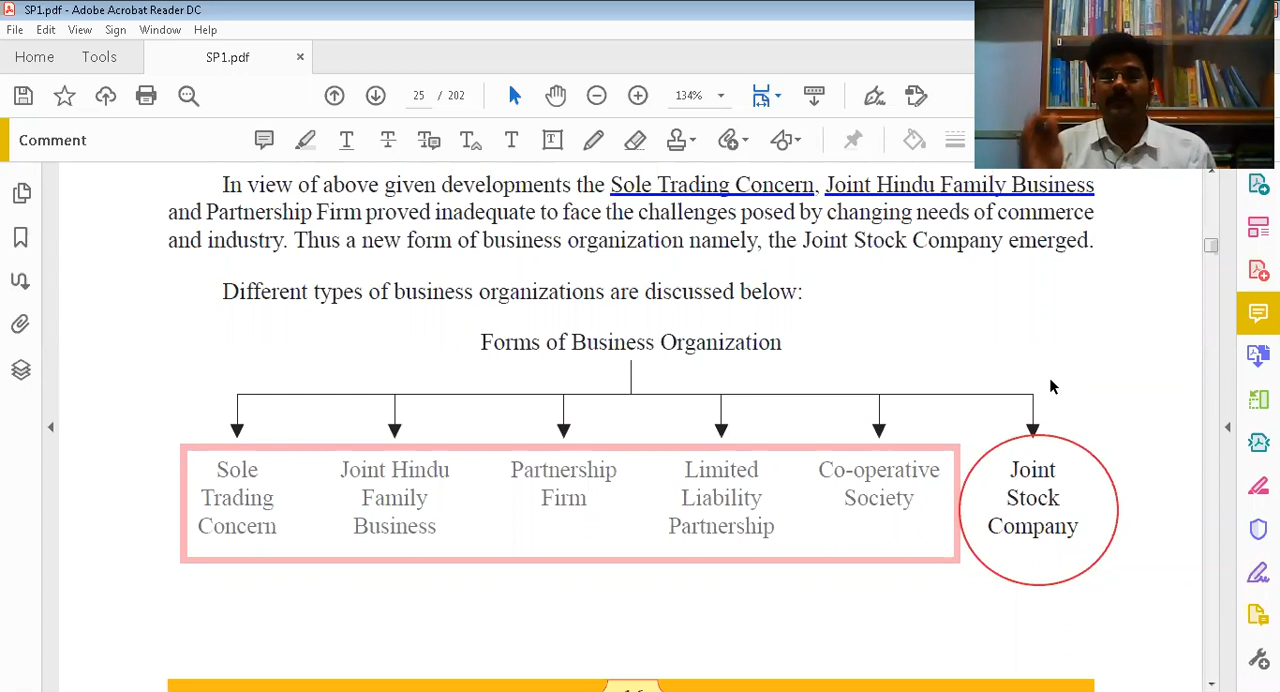 SP1.pdf - Adobe Acrobat Reader DC
File Edit View Sign Window Help
Home Tools SP1.pdf ×
25 / 202 134%
Comment
In view of above given developments the Sole Trading Concern, Joint Hindu Family Business
and Partnership Firm proved inadequate to face the challenges posed by changing needs of commerce
and industry. Thus a new form of business organization namely, the Joint Stock Company emerged.
Different types of business organizations are discussed below:
Forms of Business Organization
Sole
Trading
Concern
Joint Hindu
Family
Business
Partnership
Firm
Limited
Liability
Partnership
Co-operative
Society
Joint
Stock
Company